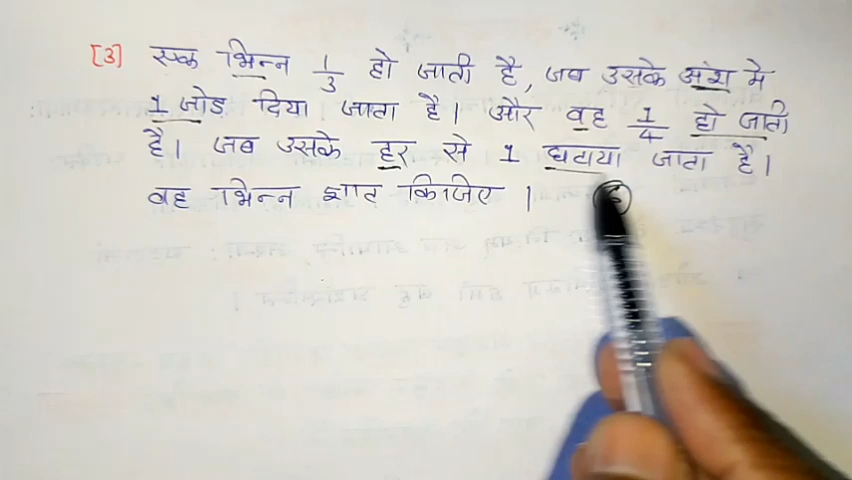 [3] एक भिन्न 1/3 हो जाती है, जब उसके अंश मे
1 जोड़ दिया जाता है। और वह 1/4 हो जाती
है। जब उसके हर से 1 घटाया जाता है।
वह भिन्न ज्ञात किजिए।